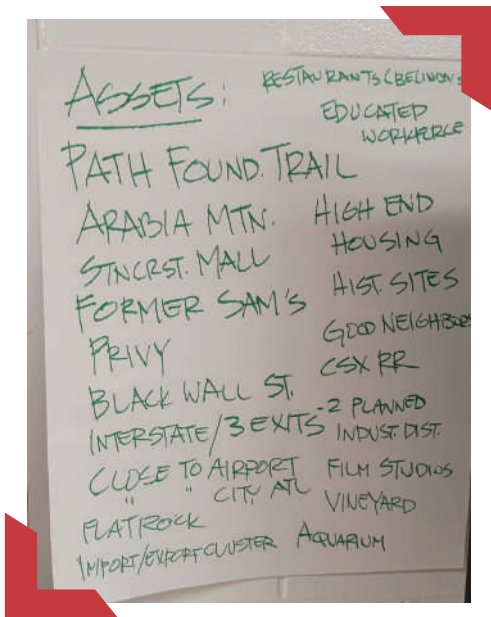 ASSETS:
RESTAURANTS (BELINDA'S
EDUCATED
WORKFORCE
PATH FOUND. TRAIL
ARABIA MTN.
HIGH END
HOUSING
STNCRST. MALL
HIST. SITES
FORMER SAM'S
GOOD NEIGHBORS
PRIVY
CSX RR
BLACK WALL ST.
-2 PLANNED
INDUST. DIST.
INTERSTATE/3 EXITS
CLOSE TO AIRPORT
" " CITY ATL
FILM STUDIOS
VINEYARD
FLATROCK
AQUARIUM
IMPORT/EXPORT CLUSTER